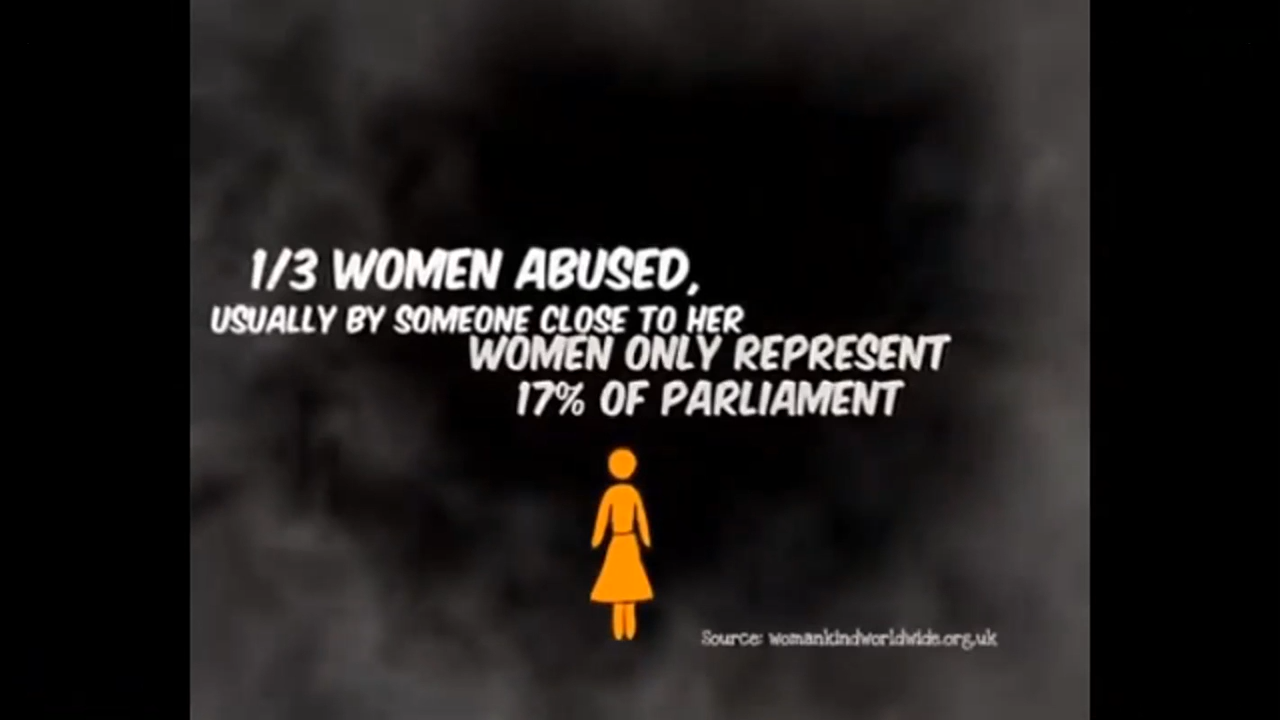 1/3 WOMEN ABUSED,
USUALLY BY SOMEONE CLOSE TO HER
WOMEN ONLY REPRESENT
17% OF PARLIAMENT
Source: womankindworldwide.org.uk